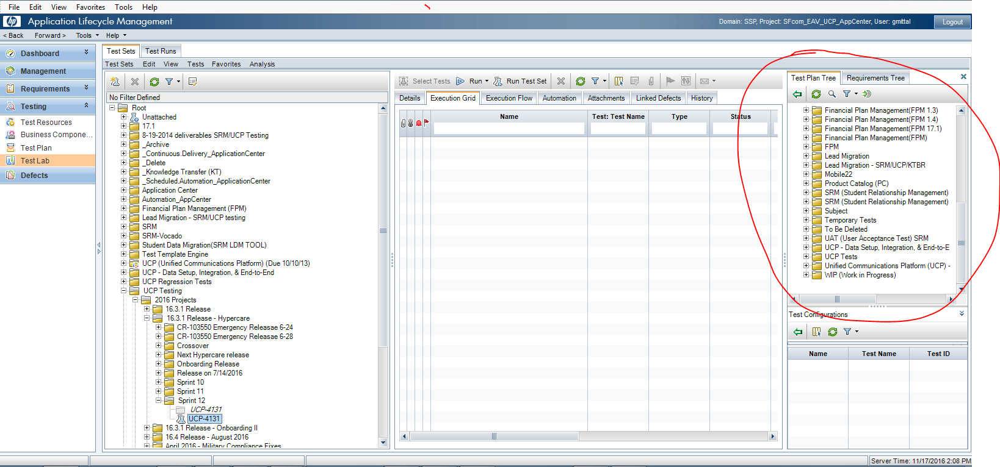 File Edit View Favorites Tools Help
hp Application Lifecycle Management
Domain: SSP, Project: SFcom_EAV_UCP_AppCenter, User: gmittal
Logout
< Back Forward > Tools Help
Dashboard
Management
Requirements
Testing
Test Resources
Business Compone...
Test Plan
Test Lab
Defects
Test Sets Test Runs
Test Sets Edit View Tests Favorites Analysis
No Filter Defined
Root
Unattached
17.1
8-19-2014 deliverables SRM/UCP Testing
_Archive
_Continuous.Delivery_ApplicationCenter
_Delete
_Knowledge Transfer (KT)
_Scheduled.Automation_ApplicationCenter
Application Center
Automation_AppCenter
Financial Plan Management (FPM)
Lead Migration - SRM/UCP testing
SRM
SRM-Vocado
Student Data Migration(SRM LDM TOOL)
Test Template Engine
UCP (Unified Communications Platform) (Due 10/10/13)
UCP - Data Setup, Integration, & End-to-End
UCP Regression Tests
UCP Testing
2016 Projects
16.3.1 Release
16.3.1 Release - Hypercare
CR-103550 Emergency Releasae 6-24
CR-103550 Emergency Releasae 6-28
Crossover
Next Hypercare release
Onboarding Release
Release on 7/14/2016
Sprint 10
Sprint 11
Sprint 12
UCP-4131
UCP-4131
16.3.1 Release - Onboarding II
16.4 Release - August 2016
April 2016 - Military Compliance Fixes
Select Tests Run Run Test Set
Details Execution Grid Execution Flow Automation Attachments Linked Defects History
Name Test: Test Name Type Status
Test Plan Tree Requirements Tree
Financial Plan Management(FPM 1.3)
Financial Plan Management(FPM 1.4)
Financial Plan Management(FPM 17.1)
Financial Plan Management(FPM)
FPM
Lead Migration
Lead Migration - SRM/UCP/KTBR
Mobile22
Product Catalog (PC)
SRM (Student Relationship Management)
SRM (Student Relationship Management)
Subject
Temporary Tests
To Be Deleted
UAT (User Acceptance Test) SRM
UCP - Data Setup, Integration, & End-to-E
UCP Tests
Unified Communications Platform (UCP) -
WIP (Work in Progress)
Test Configurations
Name Test Name Test ID
Server Time: 11/17/2016 2:08 PM